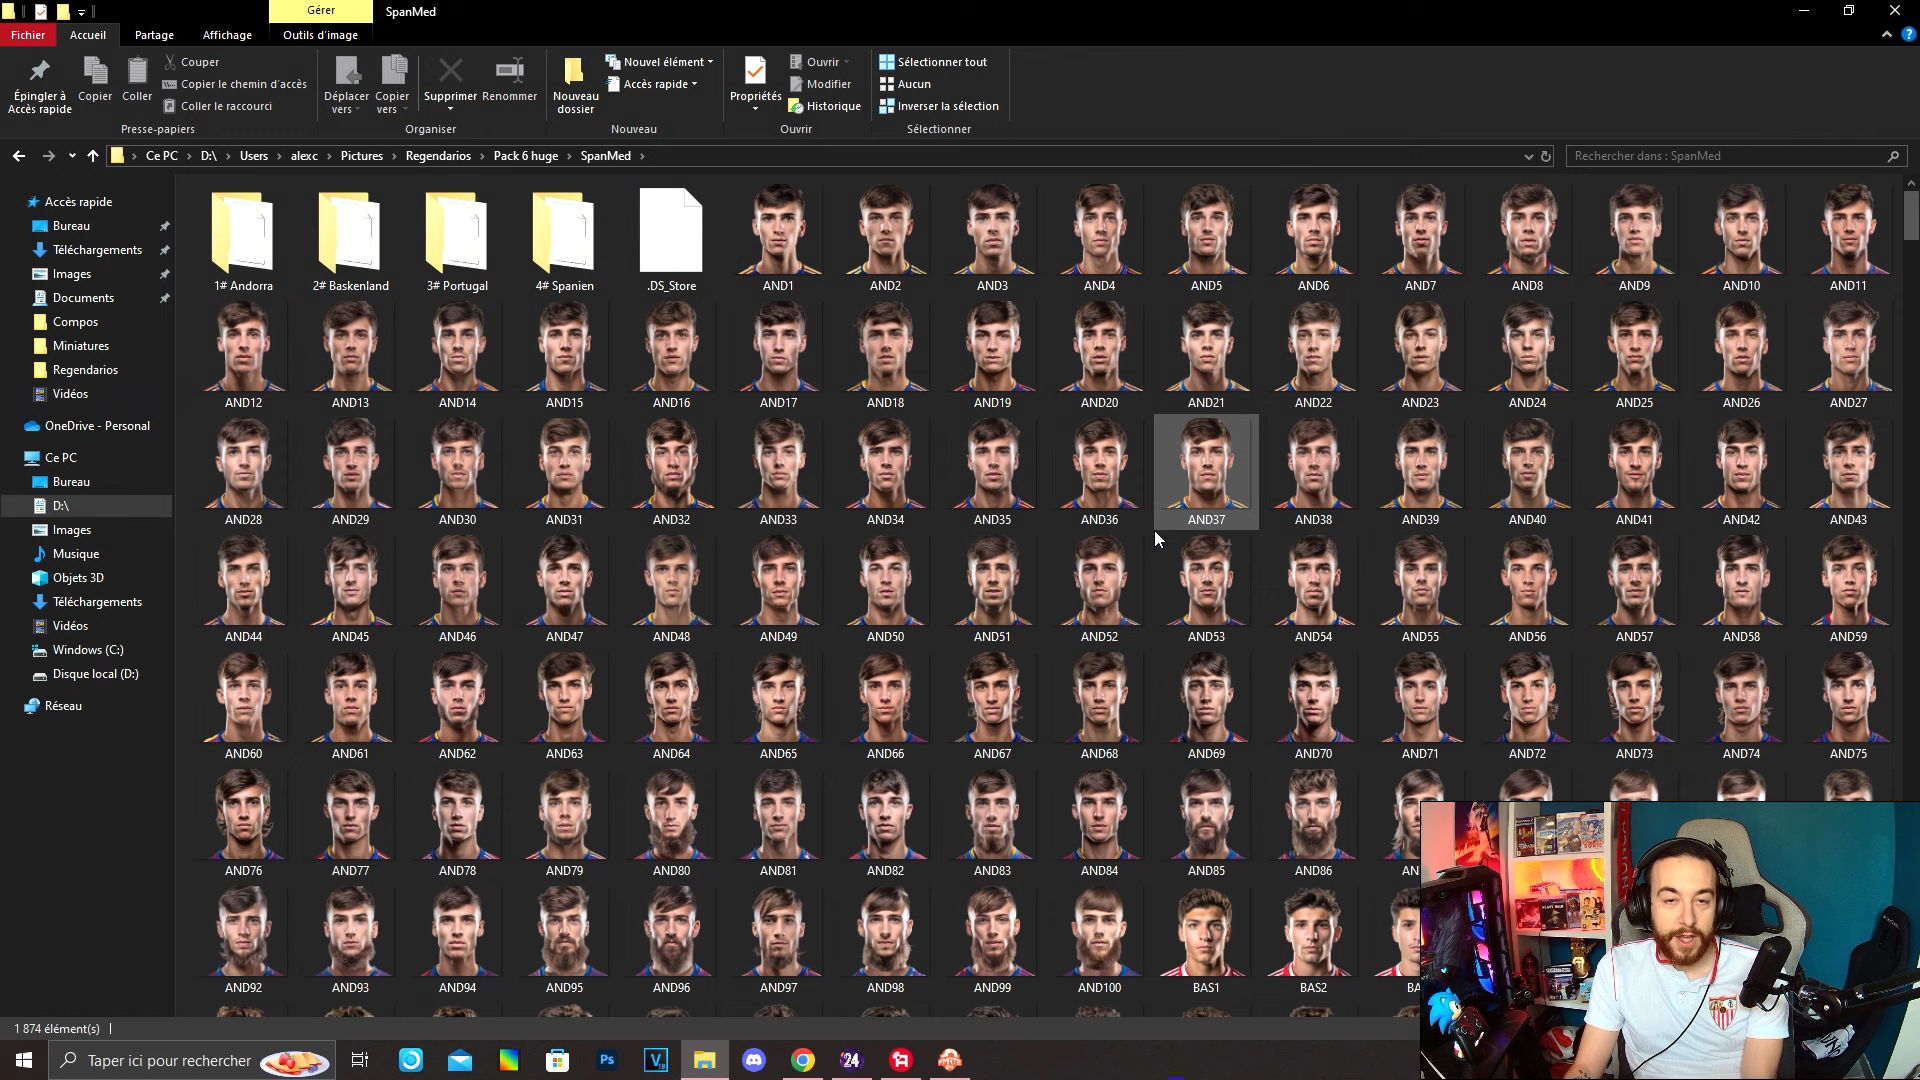 Gérer
SpanMed
Fichier
Accueil
Partage
Affichage
Outils d'image
Épingler à
Accès rapide
Copier
Coller
Couper
Copier le chemin d'accès
Coller le raccourci
Presse-papiers
Déplacer
vers
Copier
vers
Supprimer
Renommer
Organiser
Nouveau
dossier
Nouvel élément
Accès rapide
Nouveau
Propriétés
Ouvrir
Modifier
Historique
Ouvrir
Sélectionner tout
Aucun
Inverser la sélection
Sélectionner
Ce PC > D:\ > Users > alexc > Pictures > Regendarios > Pack 6 huge > SpanMed >
Rechercher dans : SpanMed
Accès rapide
Bureau
Téléchargements
Images
Documents
Compos
Miniatures
Regendarios
Vidéos
OneDrive - Personal
Ce PC
Bureau
D:\
Images
Musique
Objets 3D
Téléchargements
Vidéos
Windows (C:)
Disque local (D:)
Réseau
1# Andorra 2# Baskenland 3# Portugal 4# Spanien .DS_Store AND1 AND2 AND3 AND4 AND5 AND6 AND7 AND8 AND9 AND10 AND11
AND12 AND13 AND14 AND15 AND16 AND17 AND18 AND19 AND20 AND21 AND22 AND23 AND24 AND25 AND26 AND27
AND28 AND29 AND30 AND31 AND32 AND33 AND34 AND35 AND36 AND37 AND38 AND39 AND40 AND41 AND42 AND43
AND44 AND45 AND46 AND47 AND48 AND49 AND50 AND51 AND52 AND53 AND54 AND55 AND56 AND57 AND58 AND59
AND60 AND61 AND62 AND63 AND64 AND65 AND66 AND67 AND68 AND69 AND70 AND71 AND72 AND73 AND74 AND75
AND76 AND77 AND78 AND79 AND80 AND81 AND82 AND83 AND84 AND85 AND86 AN
AND92 AND93 AND94 AND95 AND96 AND97 AND98 AND99 AND100 BAS1 BAS2 BA
1 874 élément(s)
Taper ici pour rechercher
Ps
24